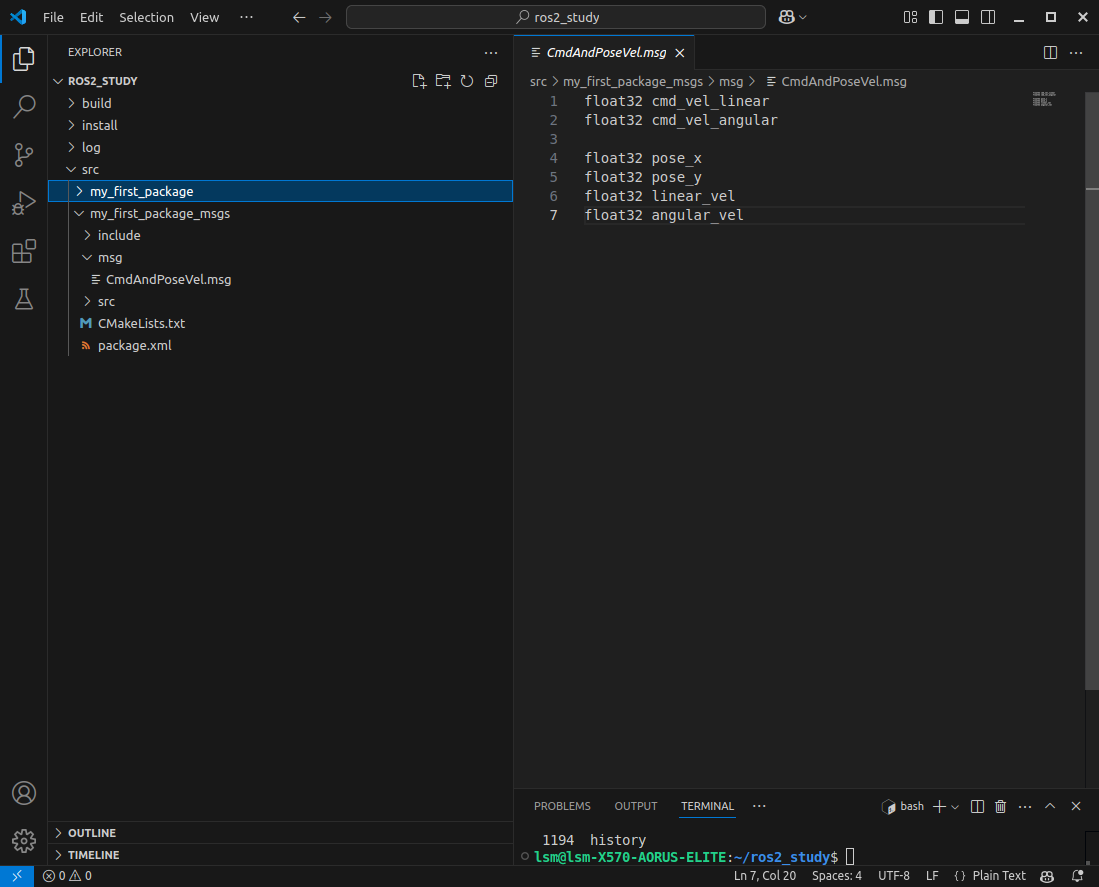 File Edit Selection View ··· ros2_study
EXPLORER ···
ROS2_STUDY
build
install
log
src
my_first_package
my_first_package_msgs
include
msg
CmdAndPoseVel.msg
src
CMakeLists.txt
package.xml
OUTLINE
TIMELINE
CmdAndPoseVel.msg
src > my_first_package_msgs > msg > CmdAndPoseVel.msg
1 float32 cmd_vel_linear
2 float32 cmd_vel_angular
3
4 float32 pose_x
5 float32 pose_y
6 float32 linear_vel
7 float32 angular_vel
PROBLEMS OUTPUT TERMINAL ··· bash
1194 history
lsm@lsm-X570-AORUS-ELITE:~/ros2_study$
0 0 Ln 7, Col 20 Spaces: 4 UTF-8 LF {} Plain Text